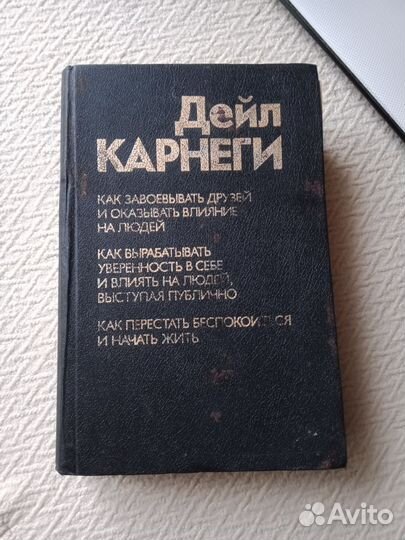 Дейл
КАРНЕГИ
КАК ЗАВОЕВЫВАТЬ ДРУЗЕЙ
И ОКАЗЫВАТЬ ВЛИЯНИЕ
НА ЛЮДЕЙ
КАК ВЫРАБАТЫВАТЬ
УВЕРЕННОСТЬ В СЕБЕ
И ВЛИЯТЬ НА ЛЮДЕЙ,
ВЫСТУПАЯ ПУБЛИЧНО
КАК ПЕРЕСТАТЬ БЕСПОКОИТЬСЯ
И НАЧАТЬ ЖИТЬ
Avito